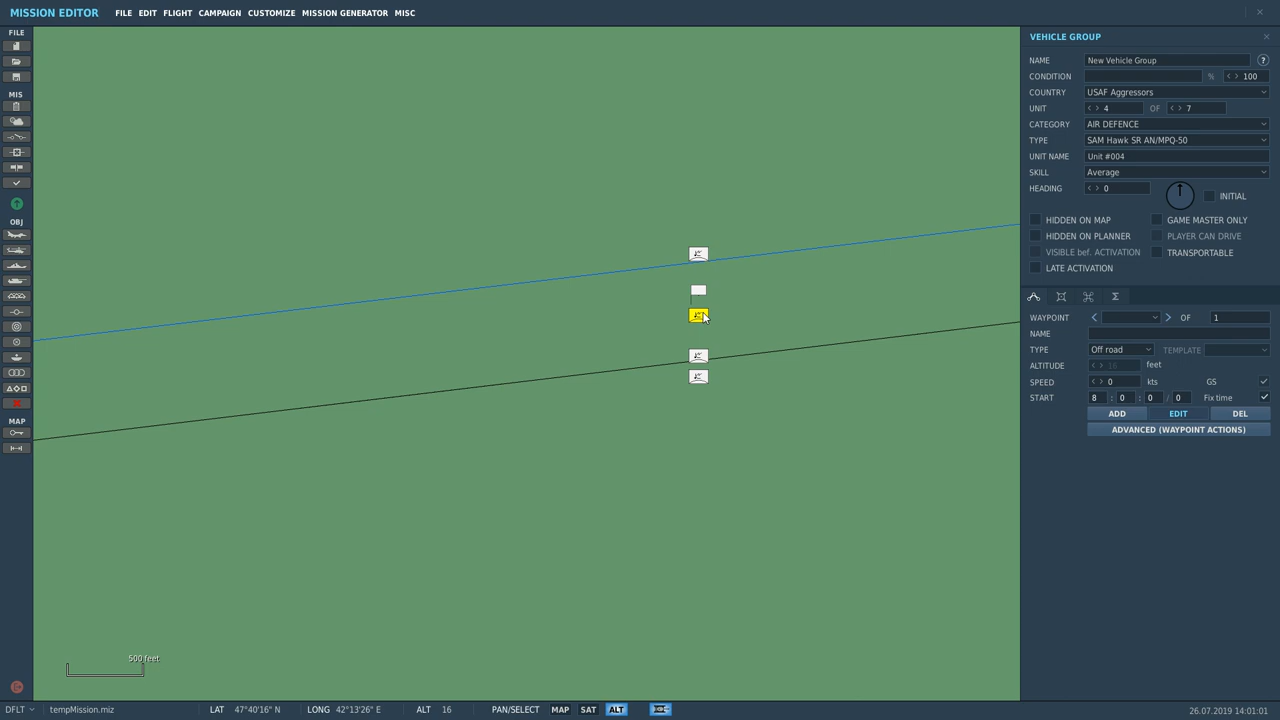 MISSION EDITOR FILE EDIT FLIGHT CAMPAIGN CUSTOMIZE MISSION GENERATOR MISC
FILE
MIS
OBJ
MAP
500 feet
VEHICLE GROUP
NAME New Vehicle Group ?
CONDITION % < > 100
COUNTRY USAF Aggressors
UNIT < > 4 OF < > 7
CATEGORY AIR DEFENCE
TYPE SAM Hawk SR AN/MPQ-50
UNIT NAME Unit #004
SKILL Average
HEADING < > 0 INITIAL
HIDDEN ON MAP GAME MASTER ONLY
HIDDEN ON PLANNER PLAYER CAN DRIVE
VISIBLE bef. ACTIVATION TRANSPORTABLE
LATE ACTIVATION
WAYPOINT < > OF 1
NAME
TYPE Off road TEMPLATE
ALTITUDE < > 16 feet
SPEED < > 0 kts GS
START 8 : 0 : 0 / 0 Fix time
ADD EDIT DEL
ADVANCED (WAYPOINT ACTIONS)
DFLT tempMission.miz LAT 47°40'16" N LONG 42°13'26" E ALT 16 PAN/SELECT MAP SAT ALT 26.07.2019 14:01:01